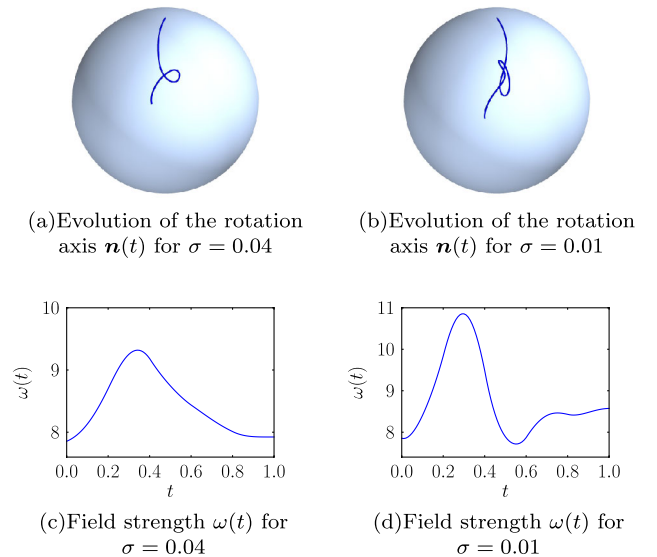 (a)Evolution of the rotation
axis n(t) for σ = 0.04
(b)Evolution of the rotation
axis n(t) for σ = 0.01
10
9
8
ω(t)
0.0 0.2 0.4 0.6 0.8 1.0
t
(c)Field strength ω(t) for
σ = 0.04
11
10
9
8
ω(t)
0.0 0.2 0.4 0.6 0.8 1.0
t
(d)Field strength ω(t) for
σ = 0.01